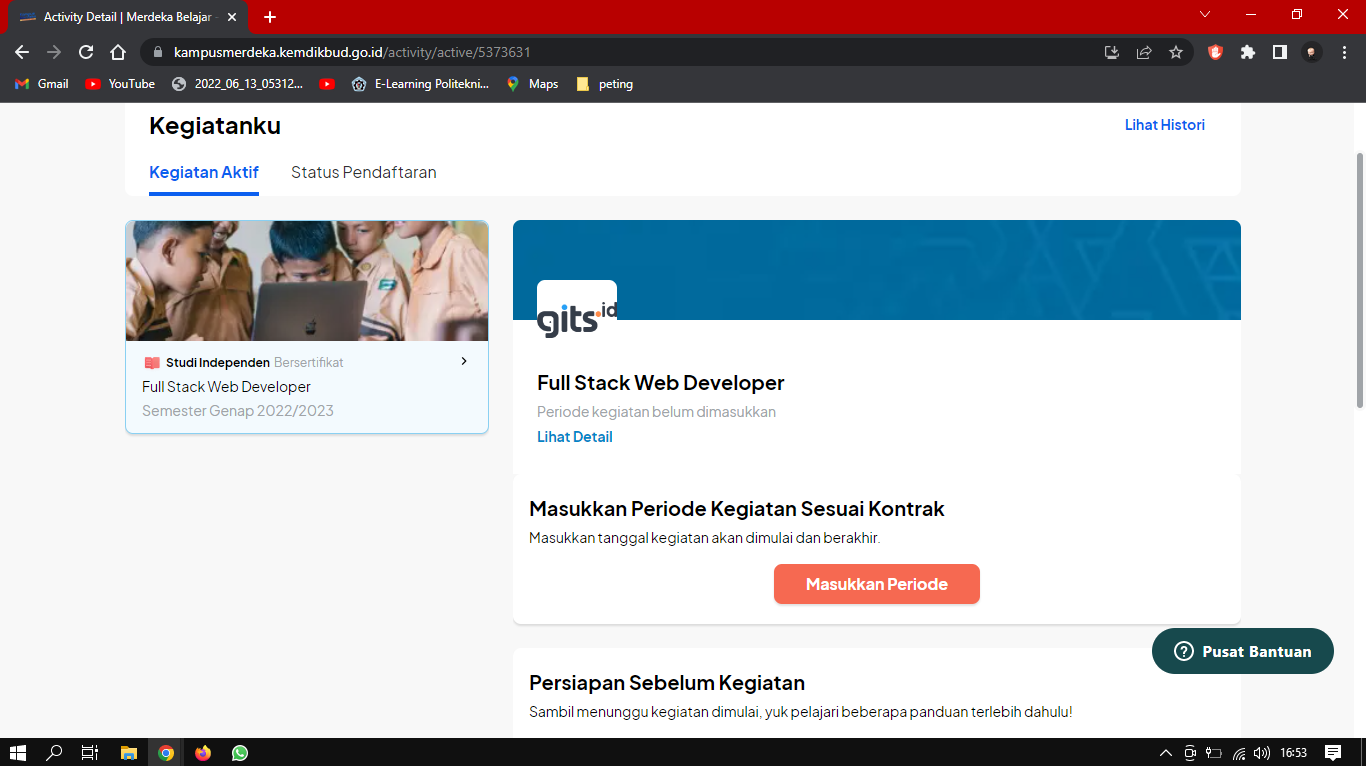 Activity Detail | Merdeka Belajar -
kampusmerdeka.kemdikbud.go.id/activity/active/5373631
Gmail YouTube 2022_06_13_05312... E-Learning Politekni... Maps peting
Kegiatanku
Lihat Histori
Kegiatan Aktif Status Pendaftaran
Studi Independen Bersertifikat
Full Stack Web Developer
Semester Genap 2022/2023
gits.id
Full Stack Web Developer
Periode kegiatan belum dimasukkan
Lihat Detail
Masukkan Periode Kegiatan Sesuai Kontrak
Masukkan tanggal kegiatan akan dimulai dan berakhir.
Masukkan Periode
Pusat Bantuan
Persiapan Sebelum Kegiatan
Sambil menunggu kegiatan dimulai, yuk pelajari beberapa panduan terlebih dahulu!
16:53